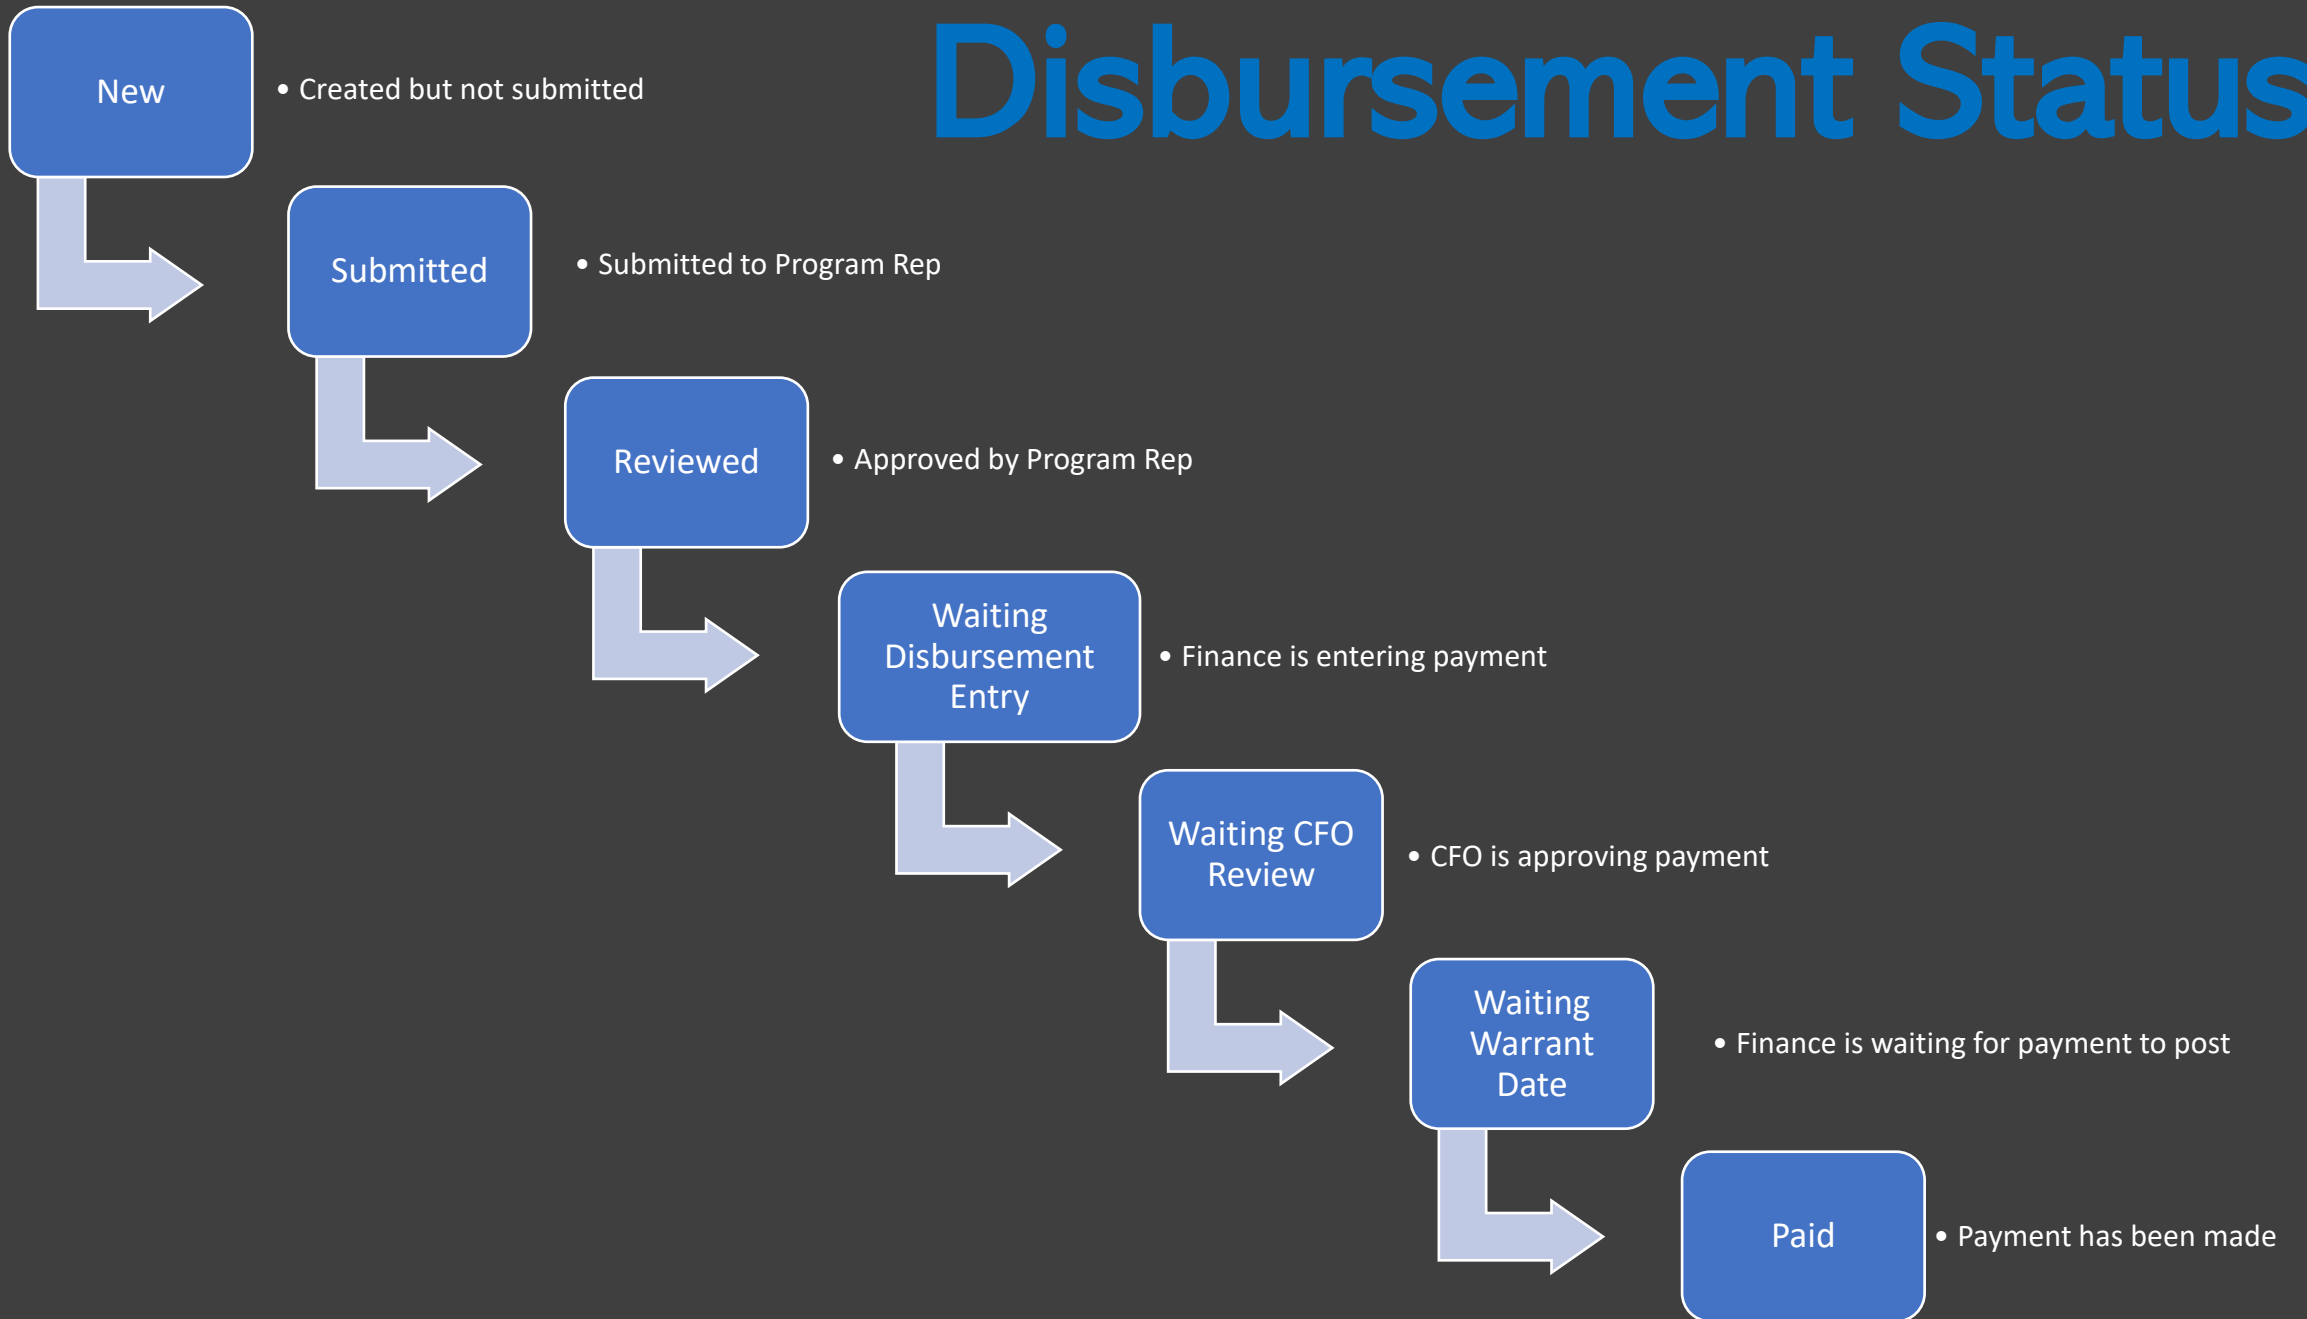 Disbursement Status
New
• Created but not submitted
Submitted
• Submitted to Program Rep
Reviewed
• Approved by Program Rep
Waiting
Disbursement
Entry
• Finance is entering payment
Waiting CFO
Review
• CFO is approving payment
Waiting
Warrant
Date
• Finance is waiting for payment to post
Paid
• Payment has been made